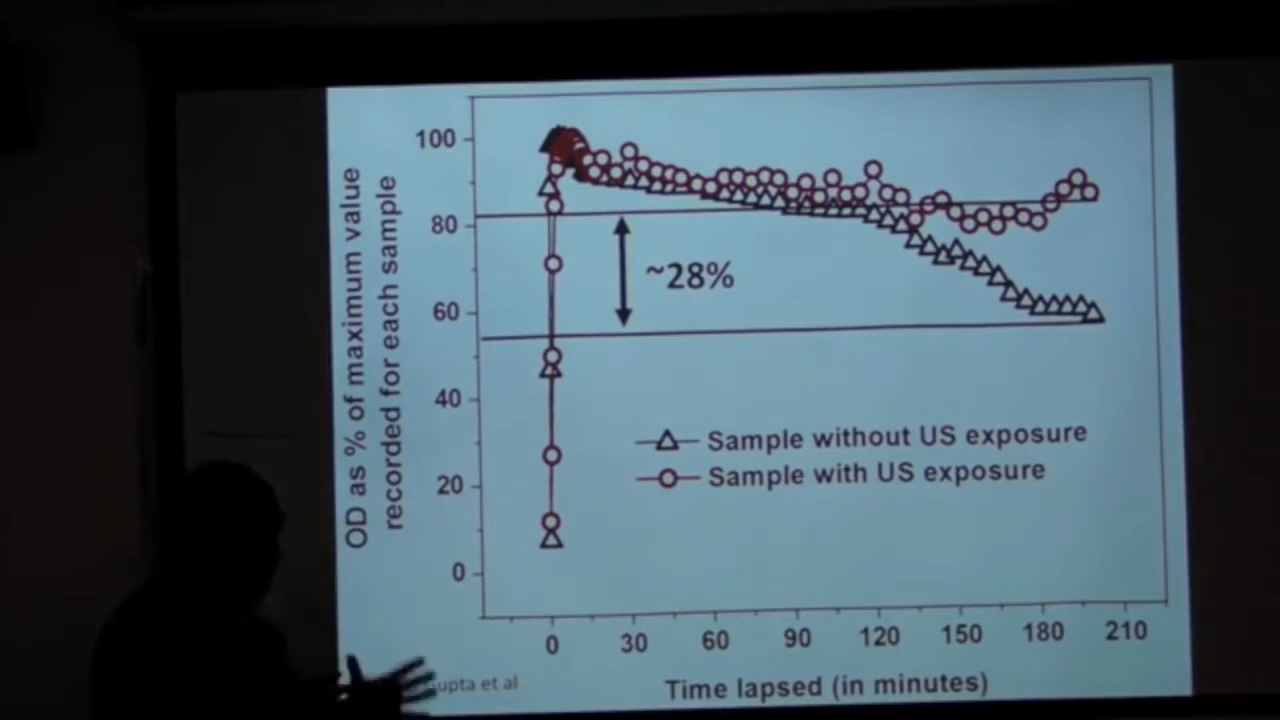 OD as % of maximum value
recorded for each sample
100
80
60
40
20
0
~28%
Sample without US exposure
Sample with US exposure
0 30 60 90 120 150 180 210
Time lapsed (in minutes)
et al